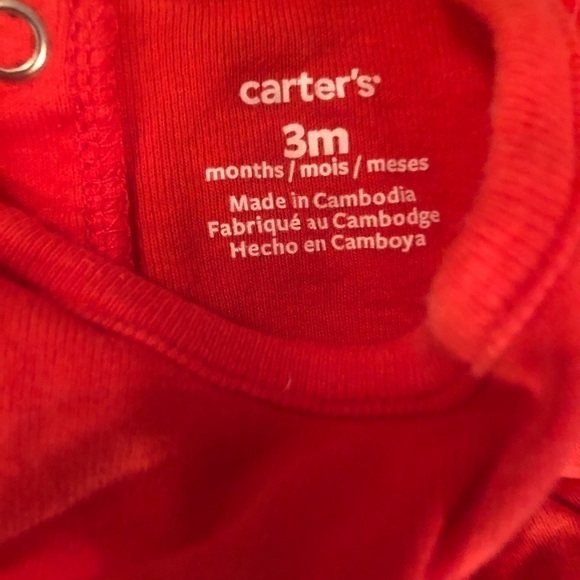 carter's
3m
months / mois / meses
Made in Cambodia
Fabriqué au Cambodge
Hecho en Camboya